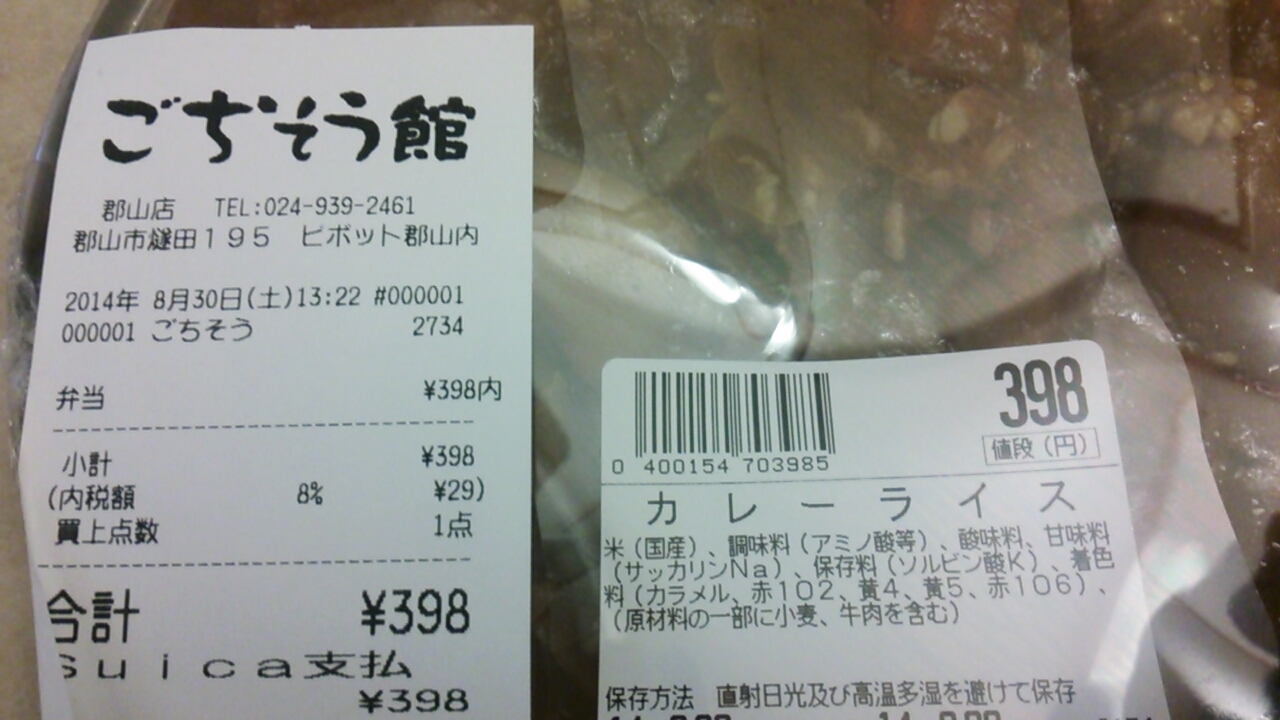 ごちそう館
郡山店 TEL:024-939-2461
郡山市燧田195 ピボット郡山内
2014年 8月30日(土)13:22 #000001
000001 ごちそう 2734
弁当 ¥398内
小計 ¥398
(内税額 8% ¥29)
買上点数 1点
合計 ¥398
Suica支払
¥398
398
値段(円)
0 400154 703985
カレーライス
米(国産)、調味料(アミノ酸等)、酸味料、甘味料
(サッカリンNa)、保存料(ソルビン酸K)、着色
料(カラメル、赤102、黄4、黄5、赤106)、
(原材料の一部に小麦、牛肉を含む)
保存方法 直射日光及び高温多湿を避けて保存